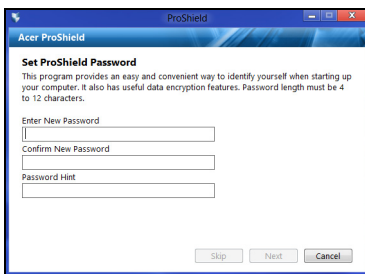 ProShield
Acer ProShield
Set ProShield Password
This program provides an easy and convenient way to identify yourself when starting up
your computer. It also has useful data encryption features. Password length must be 4
to 12 characters.
Enter New Password
Confirm New Password
Password Hint
Skip Next Cancel